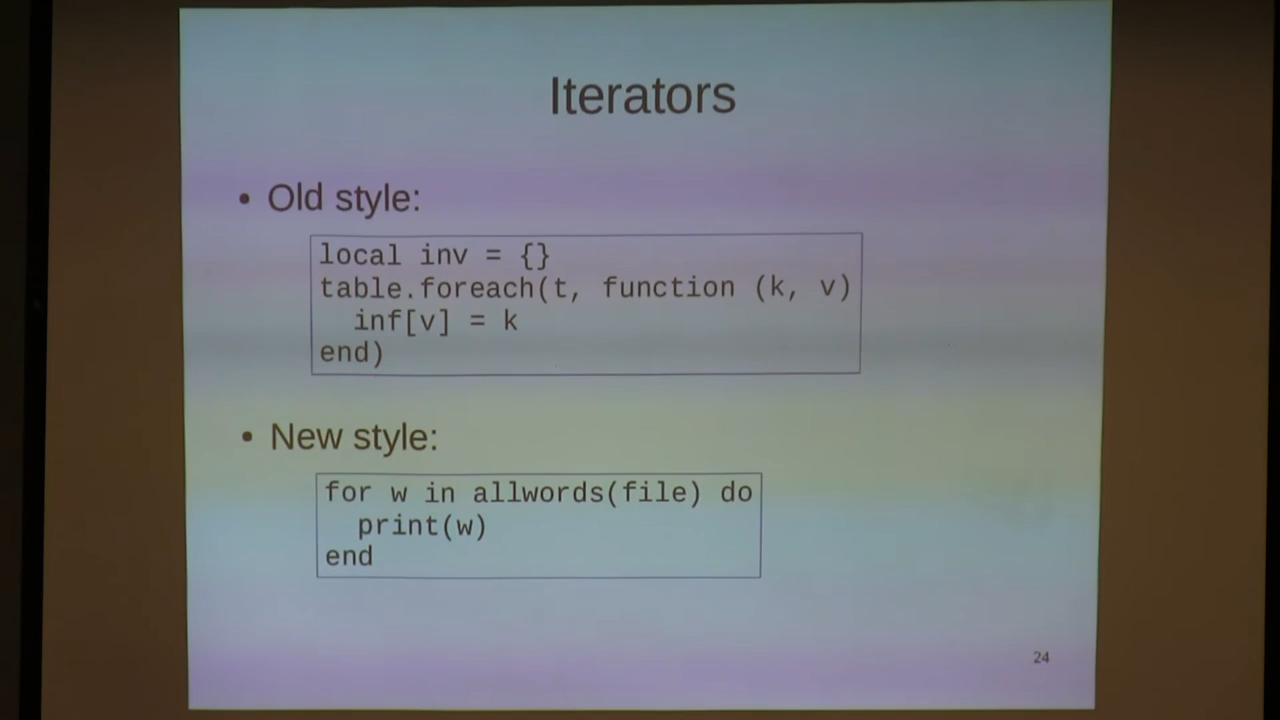 Iterators
• Old style:
local inv = {}
table.foreach(t, function (k, v)
  inf[v] = k
end)
• New style:
for w in allwords(file) do
  print(w)
end
24